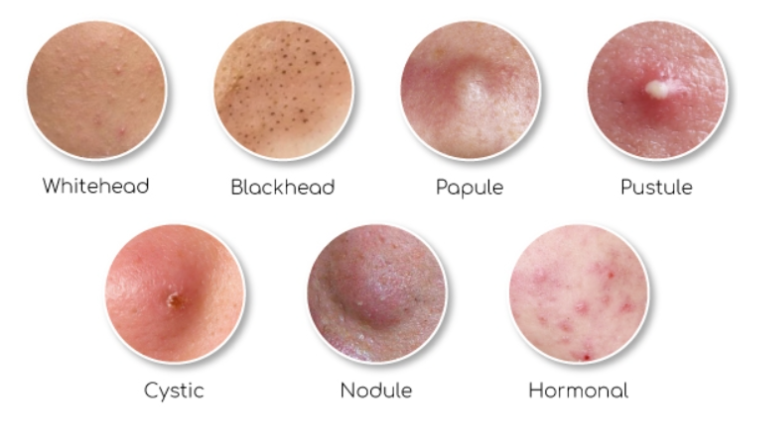 Whitehead
Blackhead
Papule
Pustule
Cystic
Nodule
Hormonal